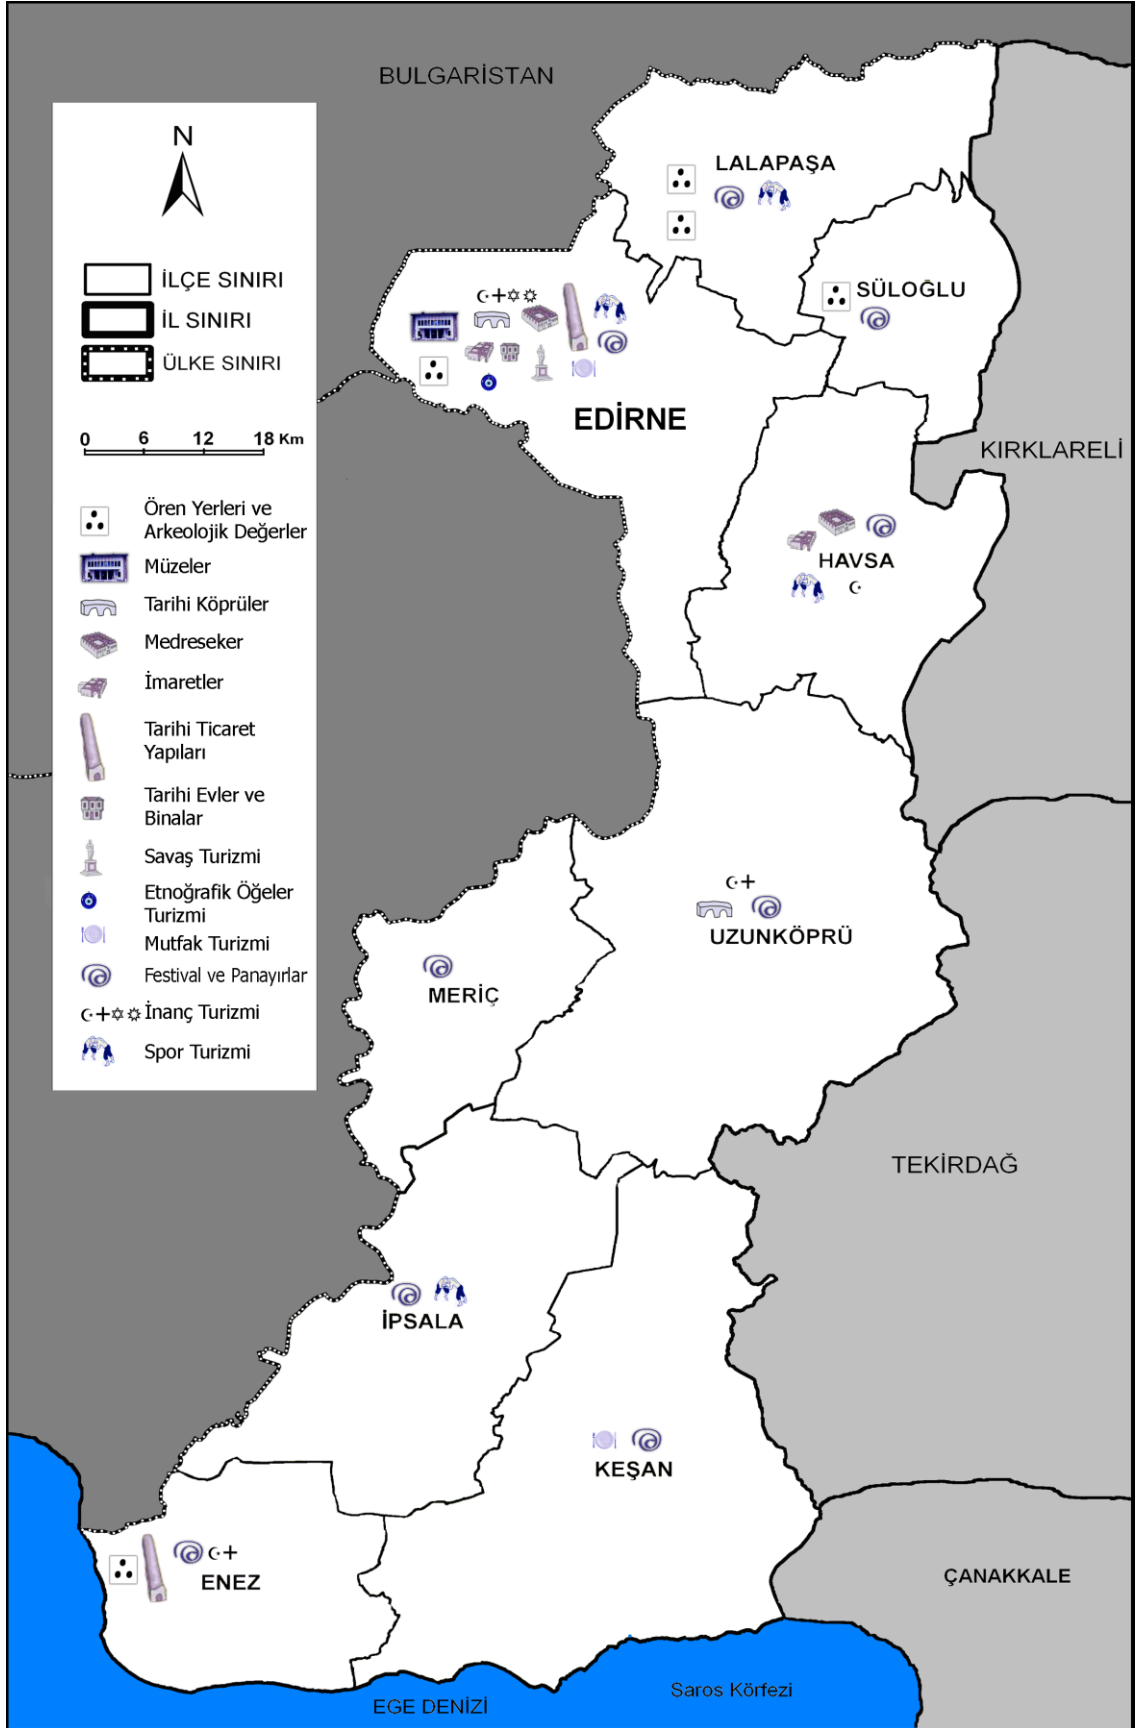 BULGARİSTAN
N
İLÇE SINIRI
İL SINIRI
ÜLKE SINIRI
0 6 12 18 Km
Ören Yerleri ve
Arkeolojik Değerler
Müzeler
Tarihi Köprüler
Medreseker
İmaretler
Tarihi Ticaret
Yapıları
Tarihi Evler ve
Binalar
Savaş Turizmi
Etnoğrafik Öğeler
Turizmi
Mutfak Turizmi
Festival ve Panayırlar
İnanç Turizmi
Spor Turizmi
LALAPAŞA
SÜLOĞLU
EDİRNE
KIRKLARELİ
HAVSA
UZUNKÖPRÜ
MERİÇ
TEKİRDAĞ
İPSALA
KEŞAN
ENEZ
ÇANAKKALE
EGE DENİZİ
Saros Körfezi